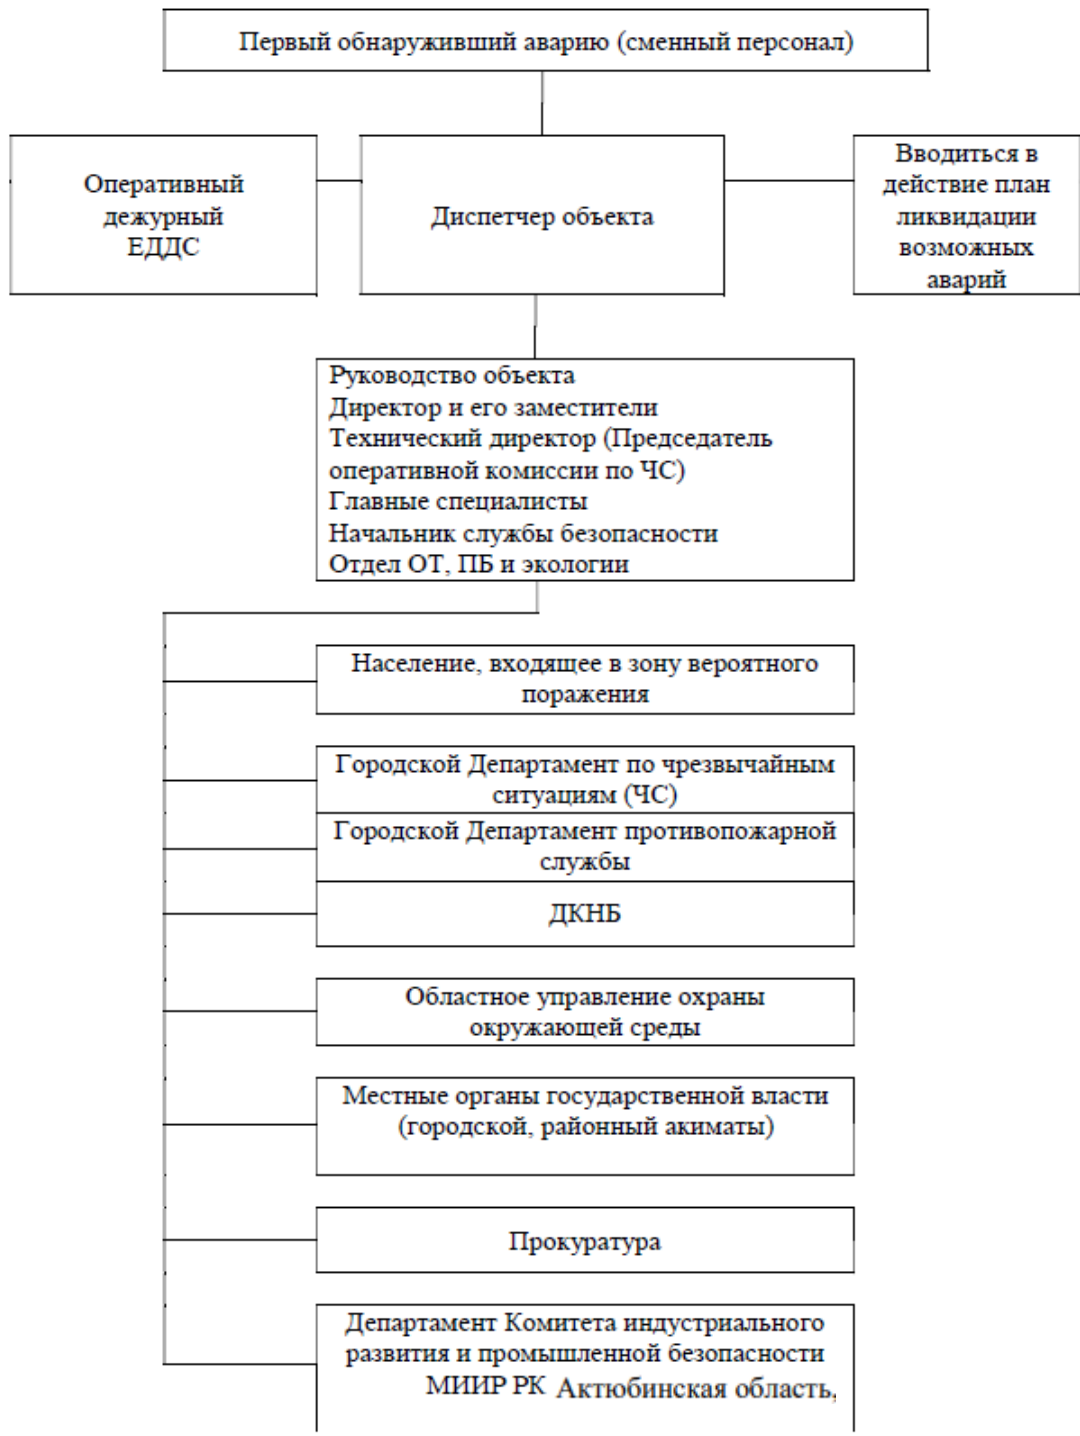 Первый обнаруживший аварию (сменный персонал)
Оперативный
дежурный
ЕДДС
Диспетчер объекта
Вводиться в
действие план
ликвидации
возможных
аварий
Руководство объекта
Директор и его заместители
Технический директор (Председатель
оперативной комиссии по ЧС)
Главные специалисты
Начальник службы безопасности
Отдел ОТ, ПБ и экологии
Население, входящее в зону вероятного
поражения
Городской Департамент по чрезвычайным
ситуациям (ЧС)
Городской Департамент противопожарной
службы
ДКНБ
Областное управление охраны
окружающей среды
Местные органы государственной власти
(городской, районный акиматы)
Прокуратура
Департамент Комитета индустриального
развития и промышленной безопасности
МИИР РК Актюбинская область,